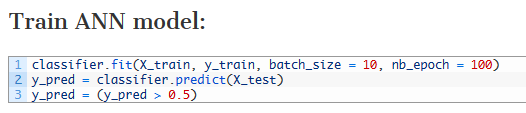 Train ANN model:
1 classifier.fit(X_train, y_train, batch_size = 10, nb_epoch = 100)
2 y_pred = classifier.predict(X_test)
3 y_pred = (y_pred > 0.5)